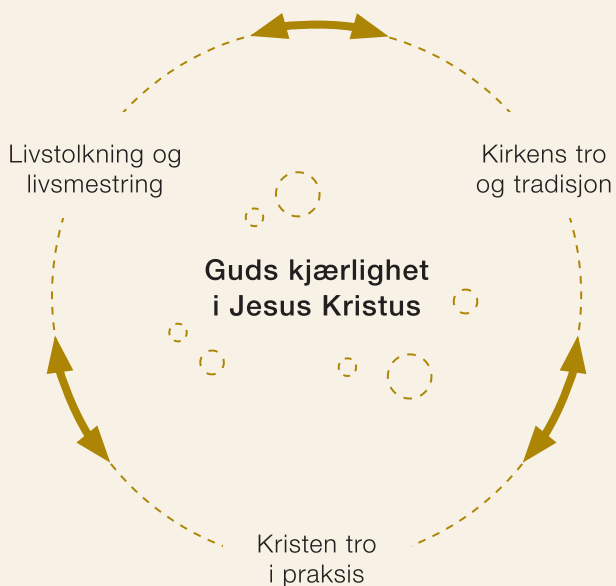 Livstolkning og
livsmestring
Kirkens tro
og tradisjon
Guds kjærlighet
i Jesus Kristus
Kristen tro
i praksis